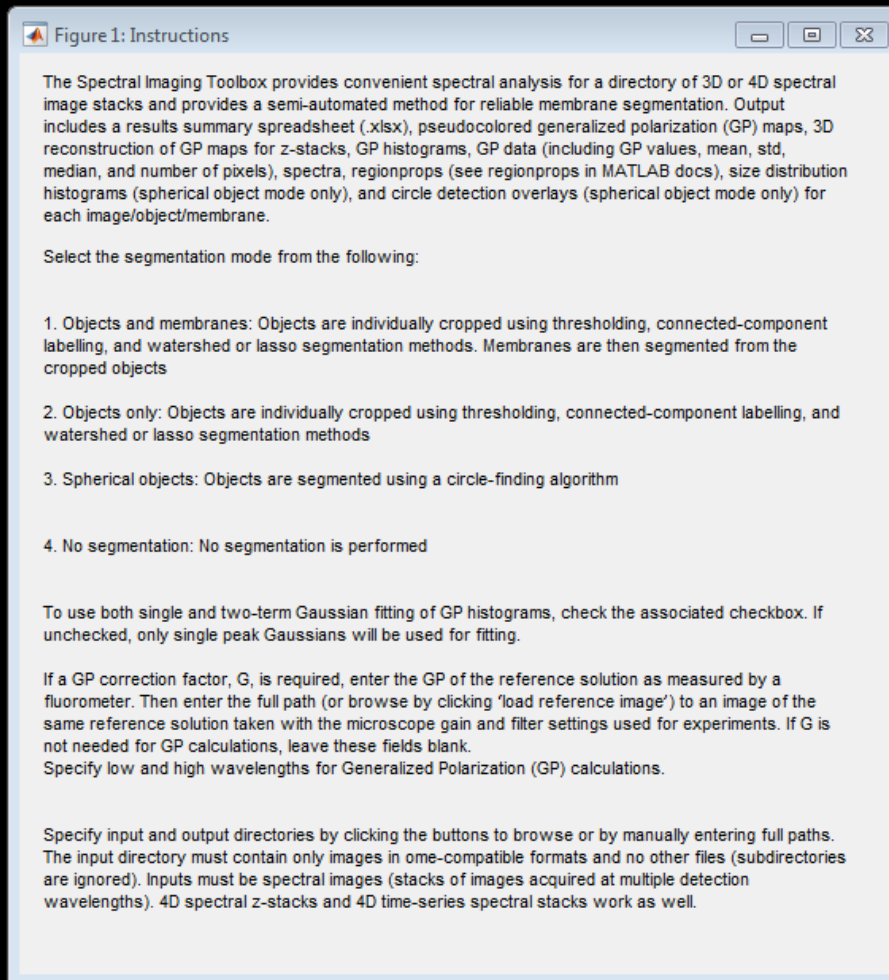 Figure 1: Instructions
The Spectral Imaging Toolbox provides convenient spectral analysis for a directory of 3D or 4D spectral
image stacks and provides a semi-automated method for reliable membrane segmentation. Output
includes a results summary spreadsheet (.xlsx), pseudocolored generalized polarization (GP) maps, 3D
reconstruction of GP maps for z-stacks, GP histograms, GP data (including GP values, mean, std,
median, and number of pixels), spectra, regionprops (see regionprops in MATLAB docs), size distribution
histograms (spherical object mode only), and circle detection overlays (spherical object mode only) for
each image/object/membrane.
Select the segmentation mode from the following:
1. Objects and membranes: Objects are individually cropped using thresholding, connected-component
labelling, and watershed or lasso segmentation methods. Membranes are then segmented from the
cropped objects
2. Objects only: Objects are individually cropped using thresholding, connected-component labelling, and
watershed or lasso segmentation methods
3. Spherical objects: Objects are segmented using a circle-finding algorithm
4. No segmentation: No segmentation is performed
To use both single and two-term Gaussian fitting of GP histograms, check the associated checkbox. If
unchecked, only single peak Gaussians will be used for fitting.
If a GP correction factor, G, is required, enter the GP of the reference solution as measured by a
fluorometer. Then enter the full path (or browse by clicking 'load reference image') to an image of the
same reference solution taken with the microscope gain and filter settings used for experiments. If G is
not needed for GP calculations, leave these fields blank.
Specify low and high wavelengths for Generalized Polarization (GP) calculations.
Specify input and output directories by clicking the buttons to browse or by manually entering full paths.
The input directory must contain only images in ome-compatible formats and no other files (subdirectories
are ignored). Inputs must be spectral images (stacks of images acquired at multiple detection
wavelengths). 4D spectral z-stacks and 4D time-series spectral stacks work as well.